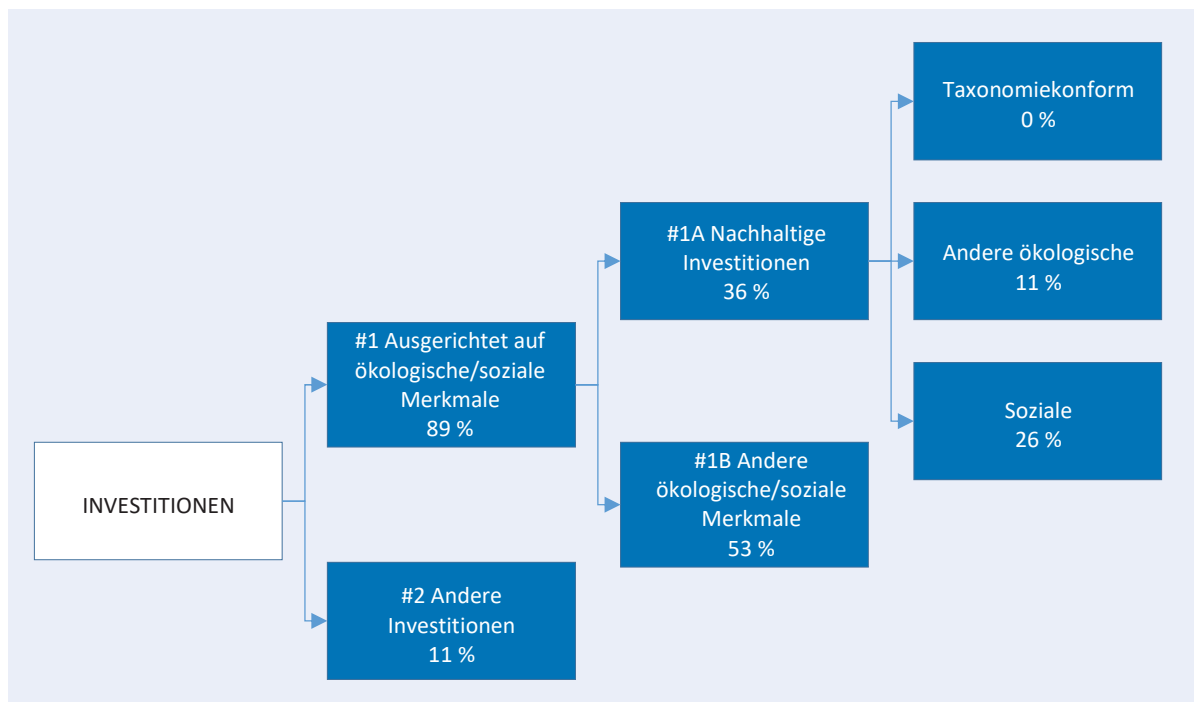 INVESTITIONEN
#1 Ausgerichtet auf
ökologische/soziale
Merkmale
89 %
#2 Andere
Investitionen
11 %
#1A Nachhaltige
Investitionen
36 %
#1B Andere
ökologische/soziale
Merkmale
53 %
Taxonomiekonform
0 %
Andere ökologische
11 %
Soziale
26 %